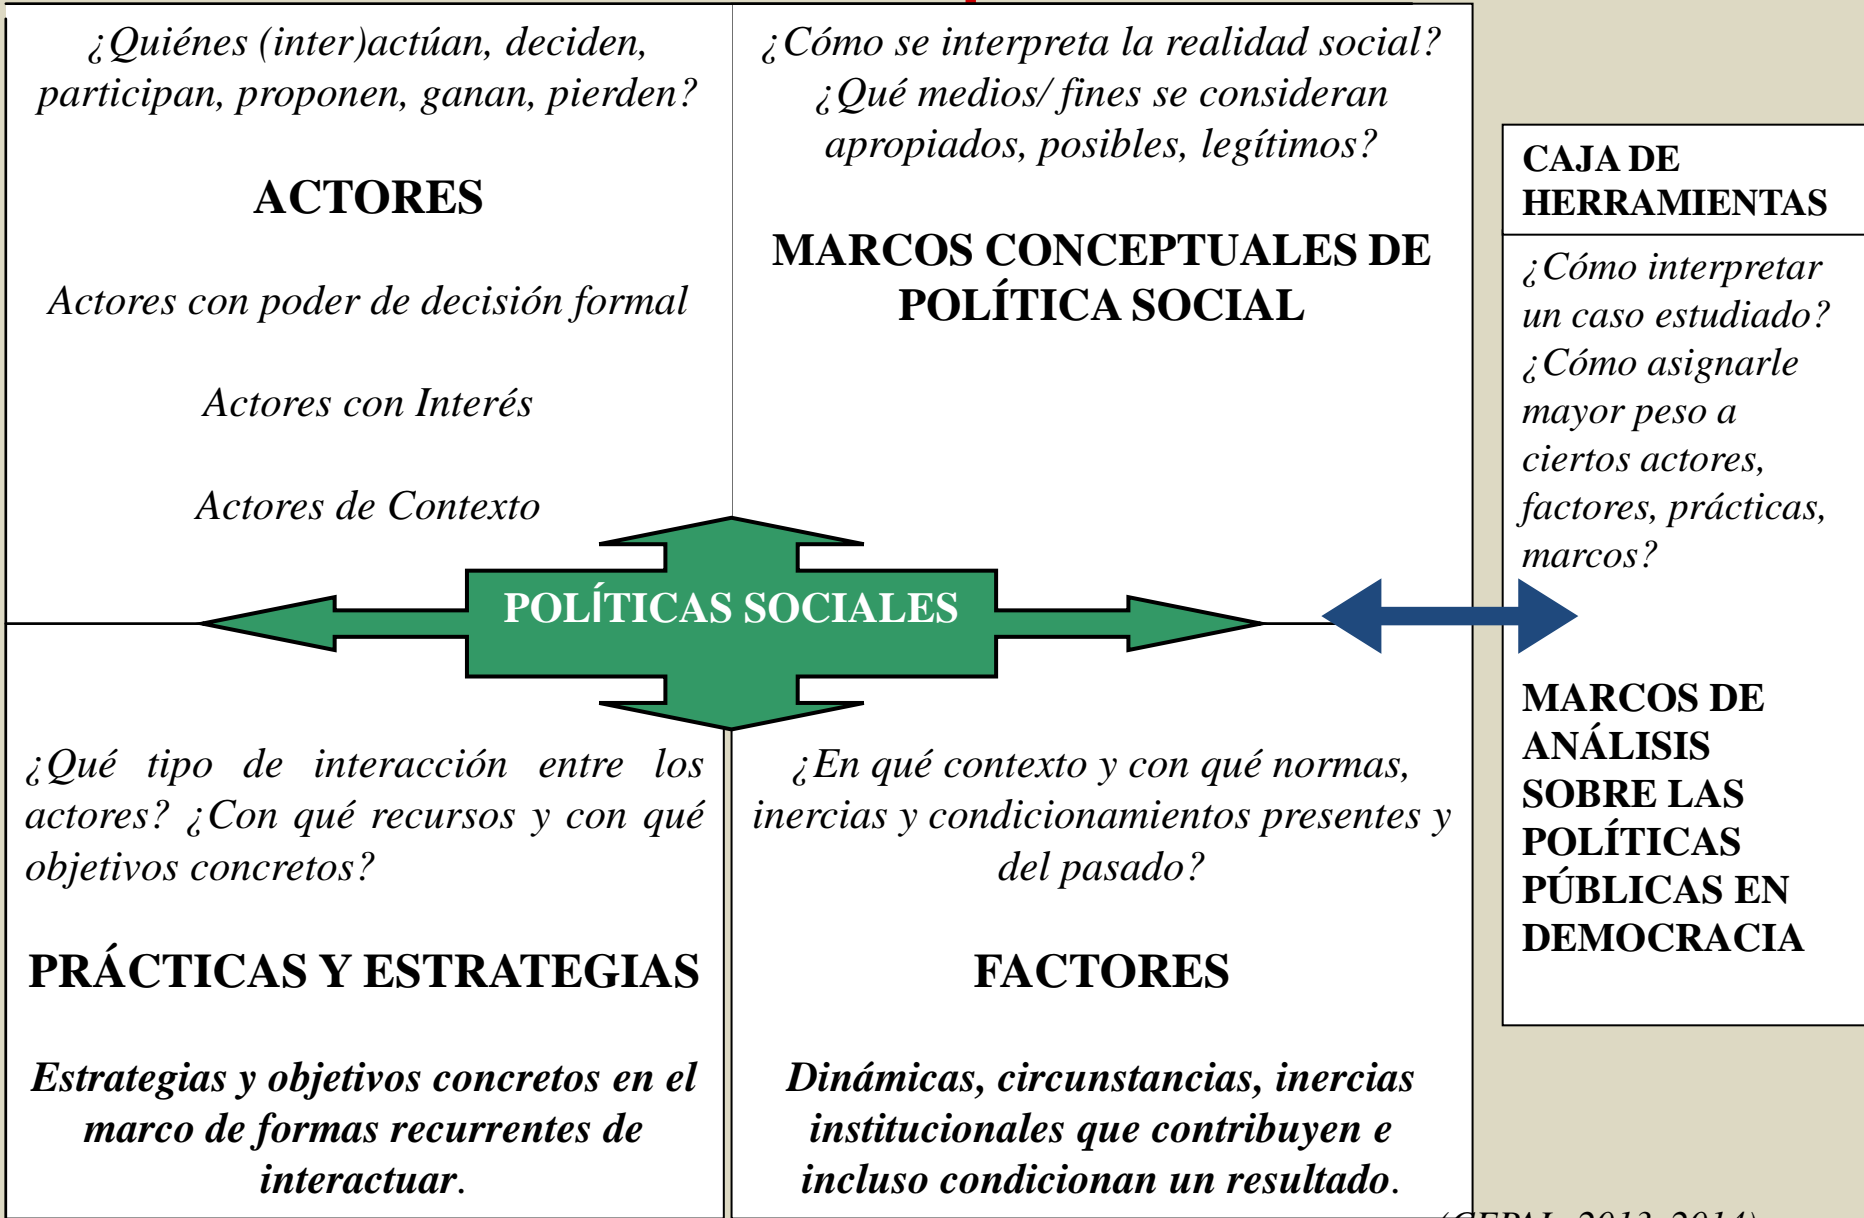 ¿Quiénes (inter)actúan, deciden,
participan, proponen, ganan, pierden?
ACTORES
Actores con poder de decisión formal
Actores con Interés
Actores de Contexto
¿Cómo se interpreta la realidad social?
¿Qué medios/ fines se consideran
apropiados, posibles, legítimos?
MARCOS CONCEPTUALES DE
POLÍTICA SOCIAL
POLÍTICAS SOCIALES
¿Qué tipo de interacción entre los
actores? ¿Con qué recursos y con qué
objetivos concretos?
PRÁCTICAS Y ESTRATEGIAS
Estrategias y objetivos concretos en el
marco de formas recurrentes de
interactuar.
¿En qué contexto y con qué normas,
inercias y condicionamientos presentes y
del pasado?
FACTORES
Dinámicas, circunstancias, inercias
institucionales que contribuyen e
incluso condicionan un resultado.
CAJA DE
HERRAMIENTAS
¿Cómo interpretar
un caso estudiado?
¿Cómo asignarle
mayor peso a
ciertos actores,
factores, prácticas,
marcos?
MARCOS DE
ANÁLISIS
SOBRE LAS
POLÍTICAS
PÚBLICAS EN
DEMOCRACIA
(CEPAL, 2013, 2014)